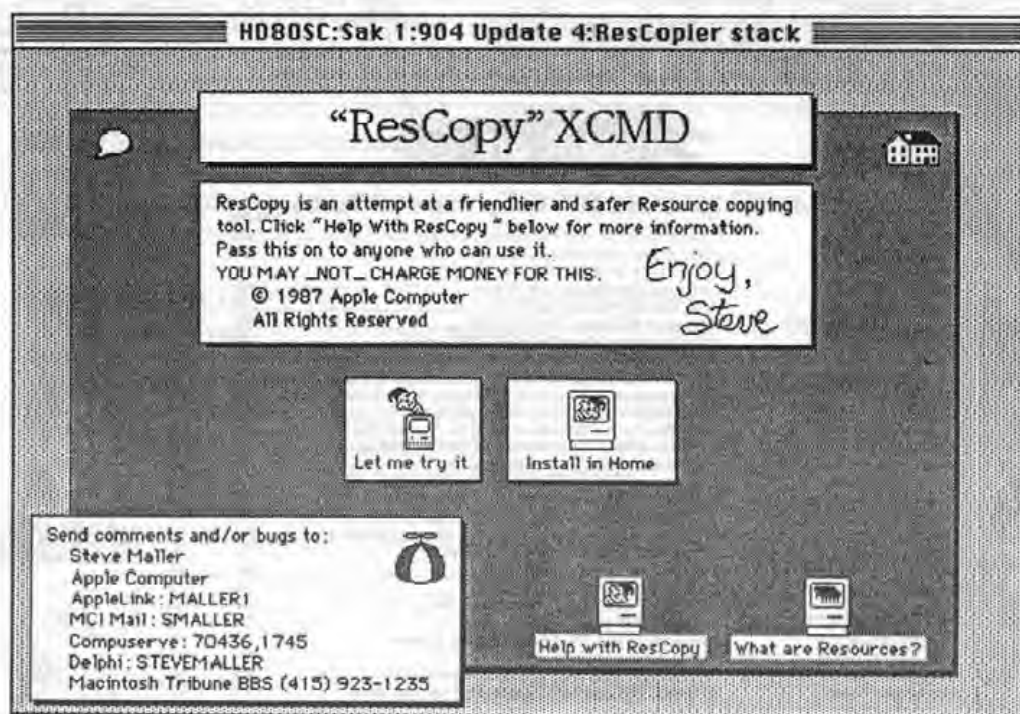 HD80SC:Sak 1:904 Update 4:ResCopier stack
“ResCopy” XCMD
ResCopy is an attempt at a friendlier and safer Resource copying
tool. Click “Help With ResCopy” below for more information.
Pass this on to anyone who can use it.
YOU MAY _NOT_ CHARGE MONEY FOR THIS.
© 1987 Apple Computer
All Rights Reserved
Enjoy,
Steve
Let me try it
Install in Home
Send comments and/or bugs to:
Steve Maller
Apple Computer
AppleLink: MALLER1
MCI Mail: SMALLER
Compuserve: 70436,1745
Delphi: STEVEMALLER
Macintosh Tribune BBS (415) 923-1235
Help with ResCopy
What are Resources?